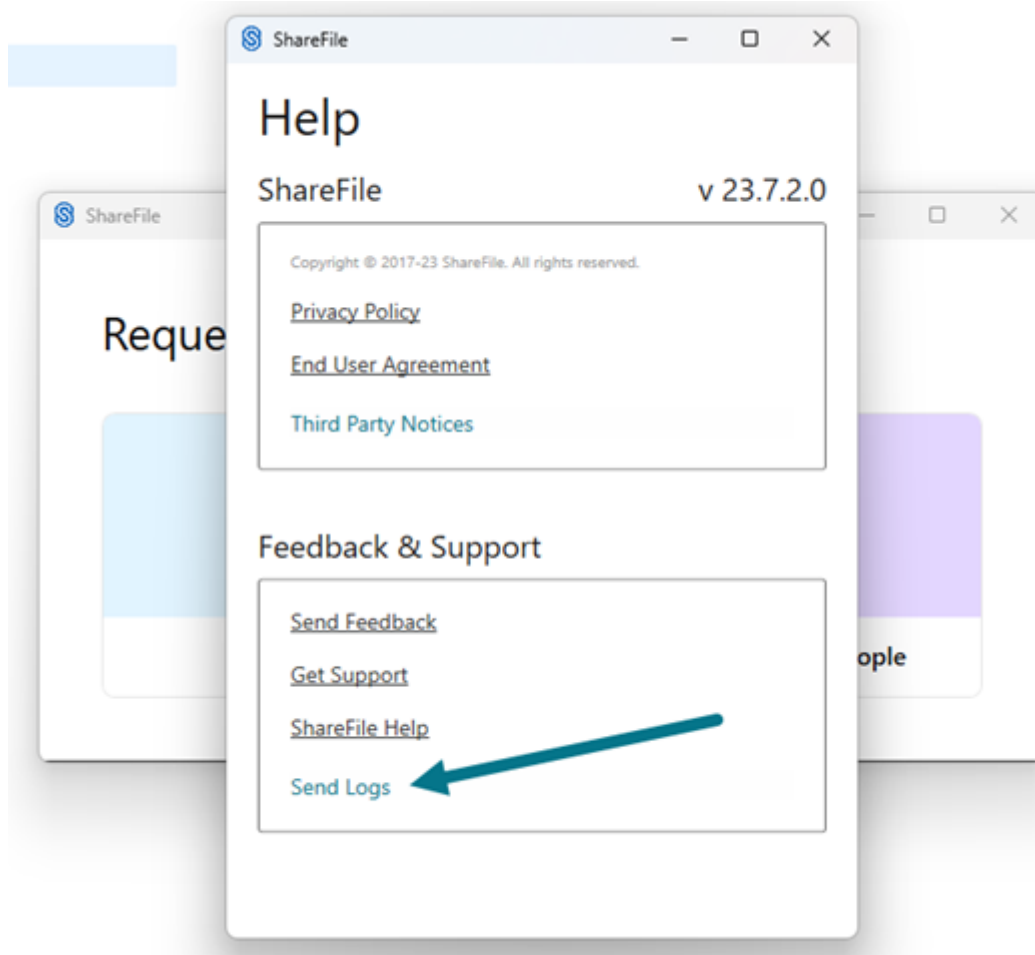 ShareFile
Help
ShareFile v 23.7.2.0
Copyright © 2017-23 ShareFile. All rights reserved.
Privacy Policy
End User Agreement
Third Party Notices
Feedback & Support
Send Feedback
Get Support
ShareFile Help
Send Logs
ShareFile
Reque
ople